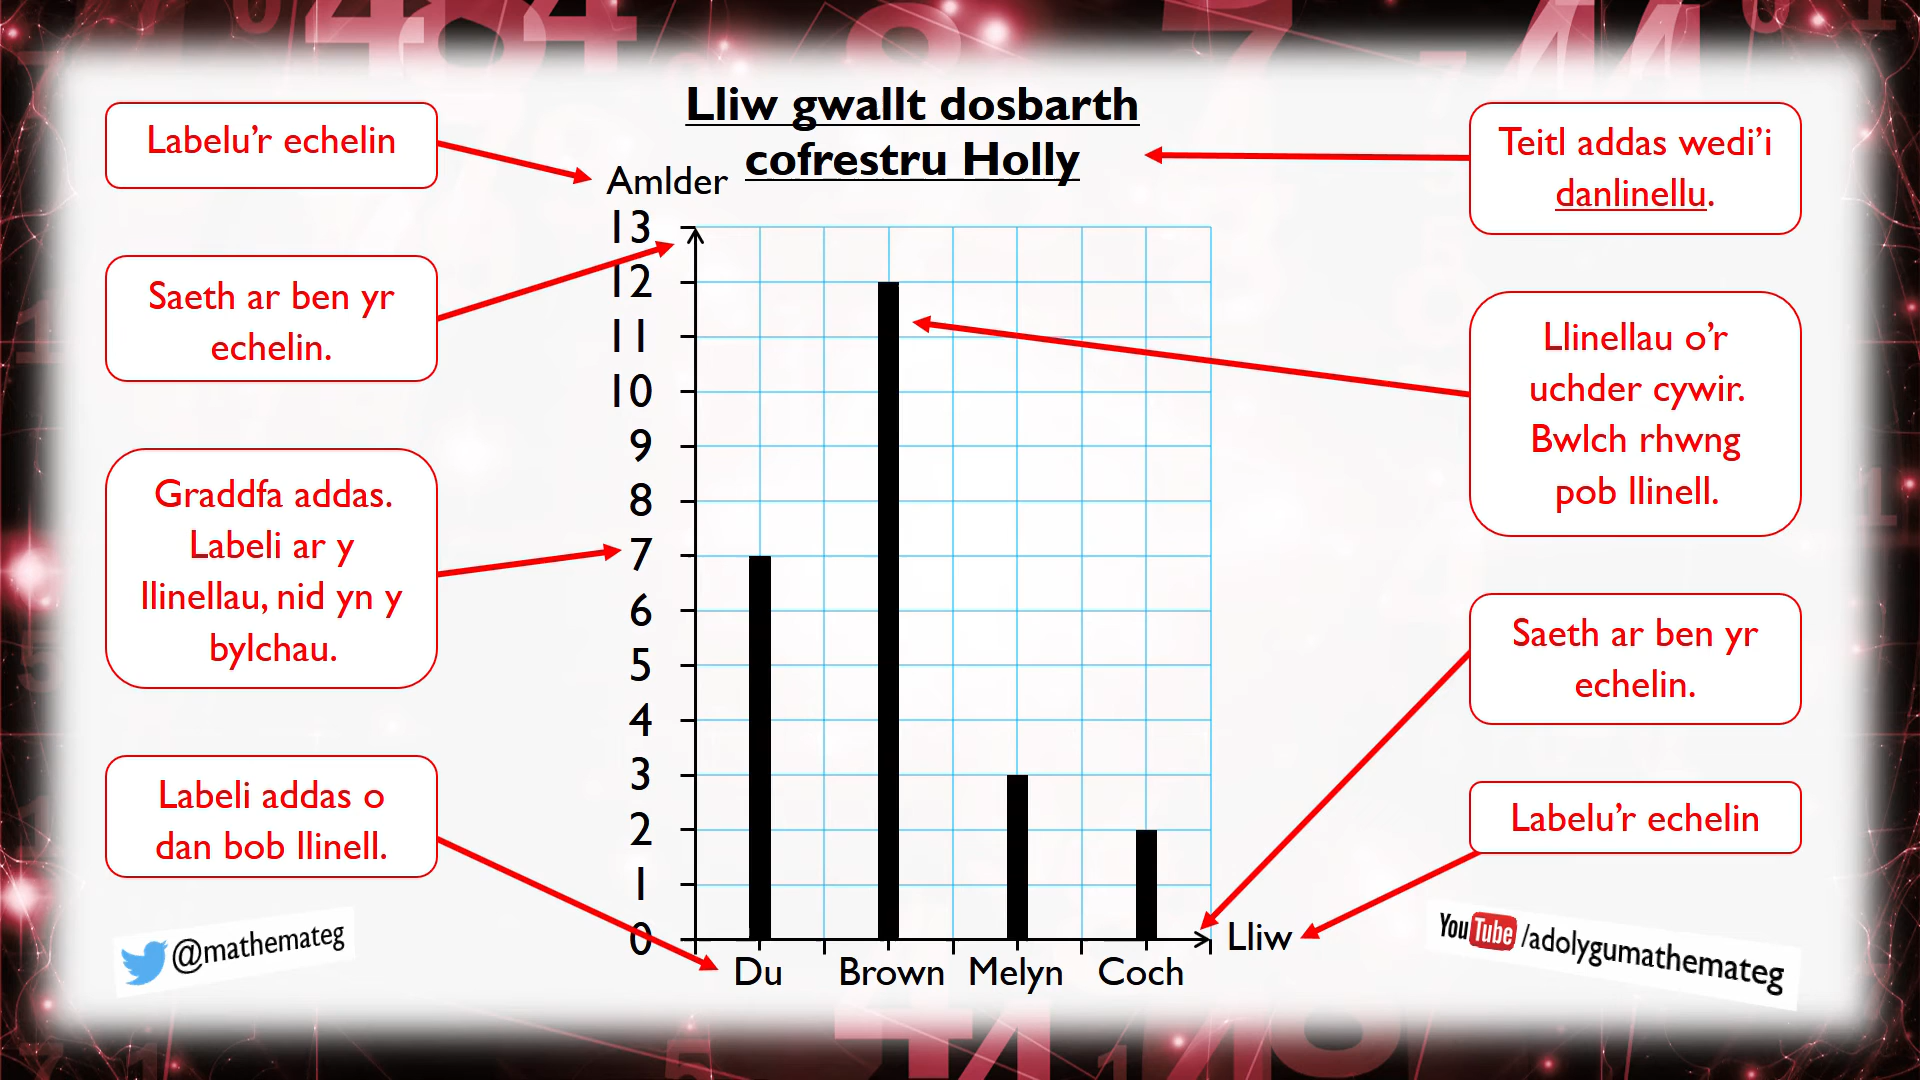 Lliw gwallt dosbarth
cofrestru Holly
Labelu’r echelin
Saeth ar ben yr
echelin.
Graddfa addas.
Labeli ar y
llinellau, nid yn y
bylchau.
Labeli addas o
dan bob llinell.
Amlder
13
12
11
10
9
8
7
6
5
4
3
2
1
0
Du Brown Melyn Coch
Lliw
Teitl addas wedi’i
danlinellu.
Llinellau o’r
uchder cywir.
Bwlch rhwng
pob llinell.
Saeth ar ben yr
echelin.
Labelu’r echelin
@mathemateg
YouTube /adolygumathemateg